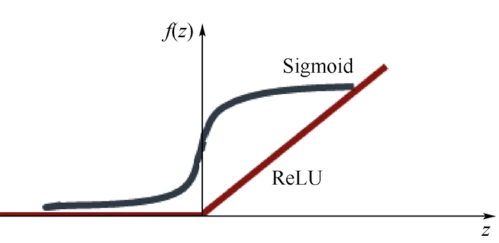 f(z)
Sigmoid
ReLU
z